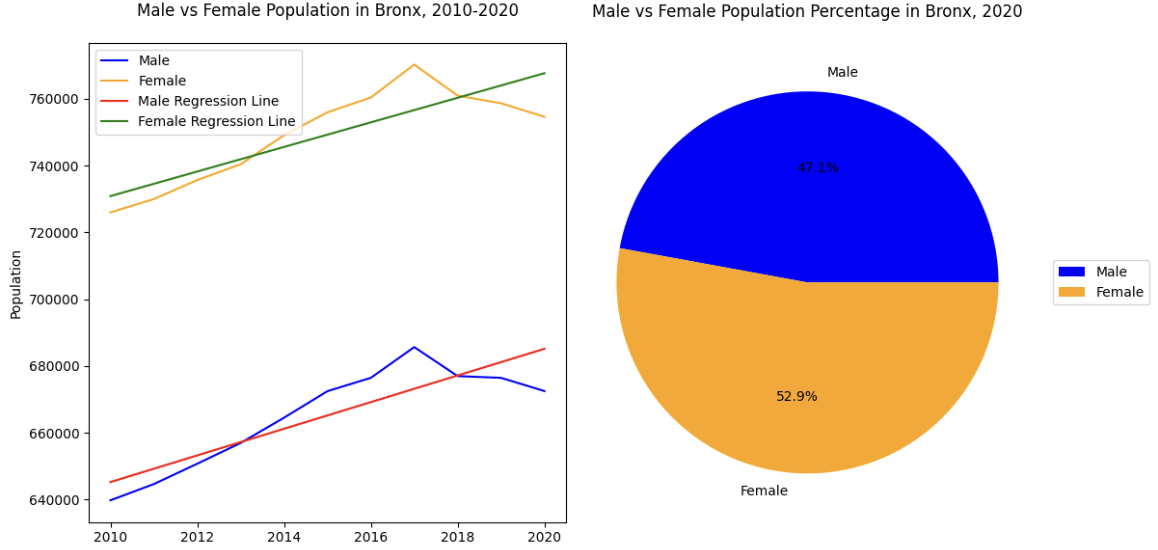 Male vs Female Population in Bronx, 2010-2020
Male
Female
Male Regression Line
Female Regression Line
Population
760000
740000
720000
700000
680000
660000
640000
2010
2012
2014
2016
2018
2020
Male vs Female Population Percentage in Bronx, 2020
Male
47.1%
52.9%
Female
Male
Female